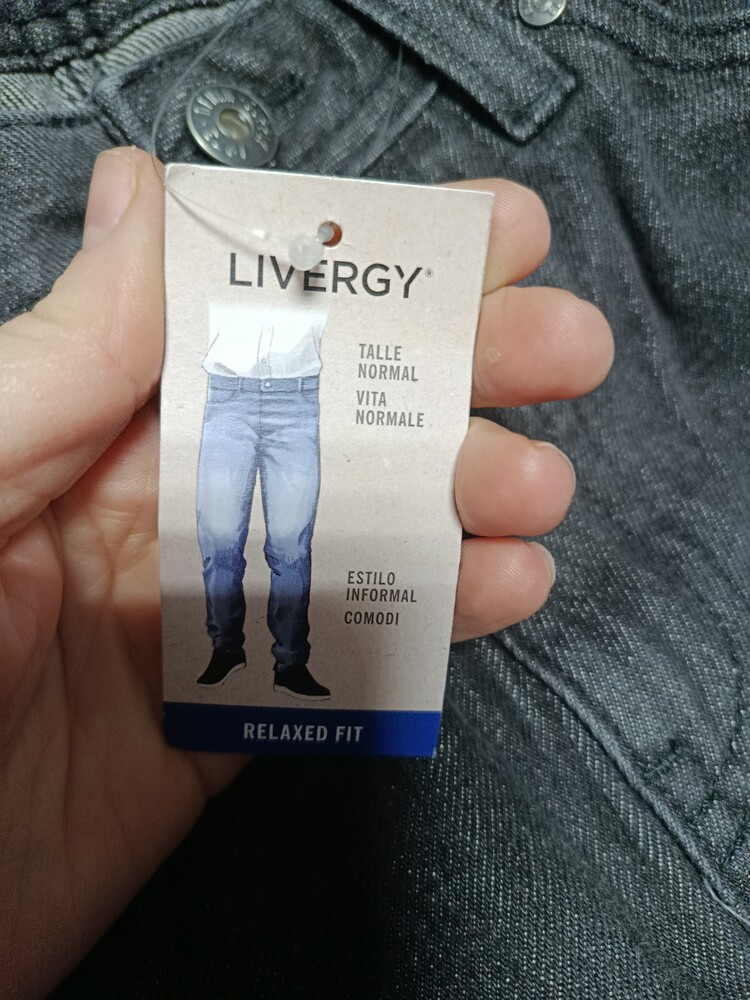 LIVERGY®
TALLE
NORMAL
VITA
NORMALE
ESTILO
INFORMAL
COMODI
RELAXED FIT